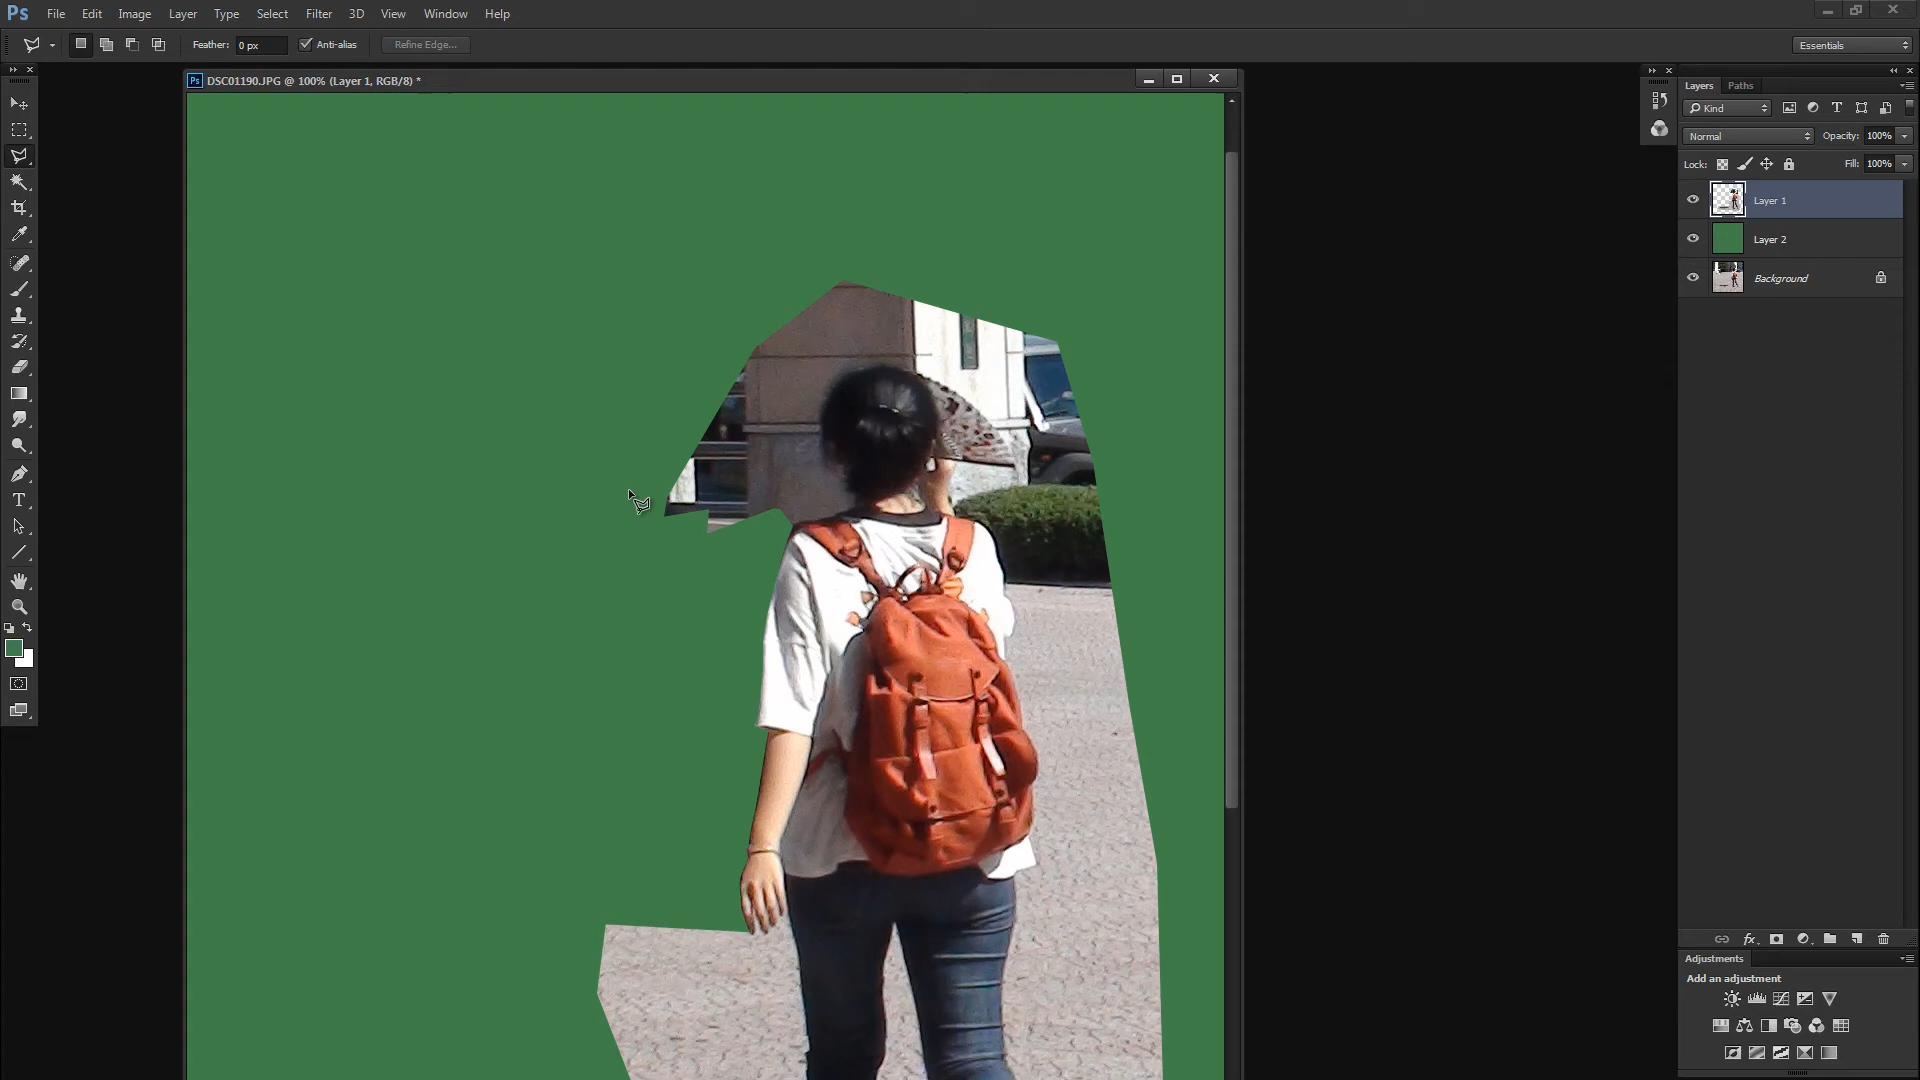 Ps File Edit Image Layer Type Select Filter 3D View Window Help
Feather: 0 px Anti-alias Refine Edge... Essentials
Ps DSC01190.JPG @ 100% (Layer 1, RGB/8) *
Layers Paths
Kind
Normal Opacity: 100%
Lock: Fill: 100%
Layer 1
Layer 2
Background
fx
Adjustments
Add an adjustment